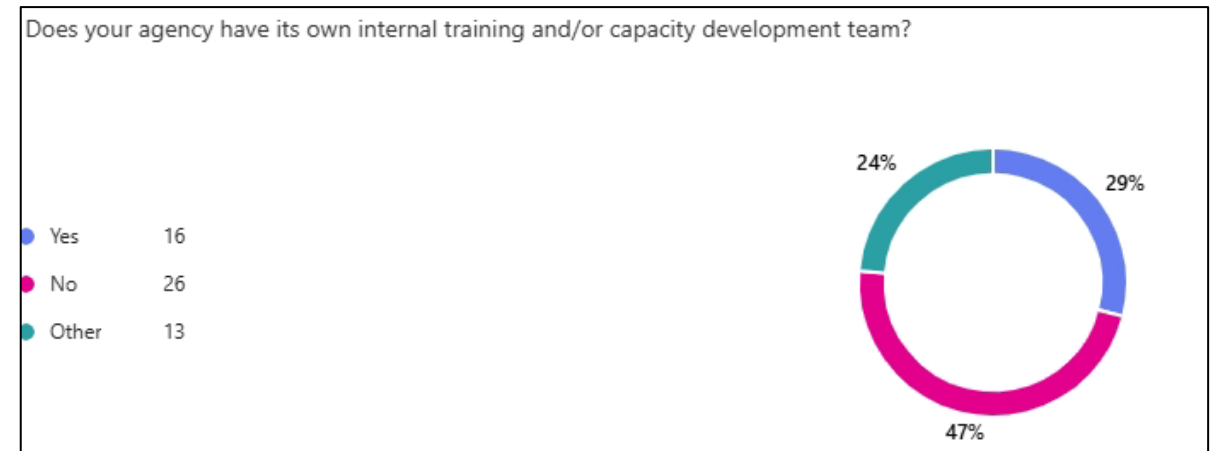 Does your agency have its own internal training and/or capacity development team?
24%
29%
Yes 16
No 26
Other 13
47%